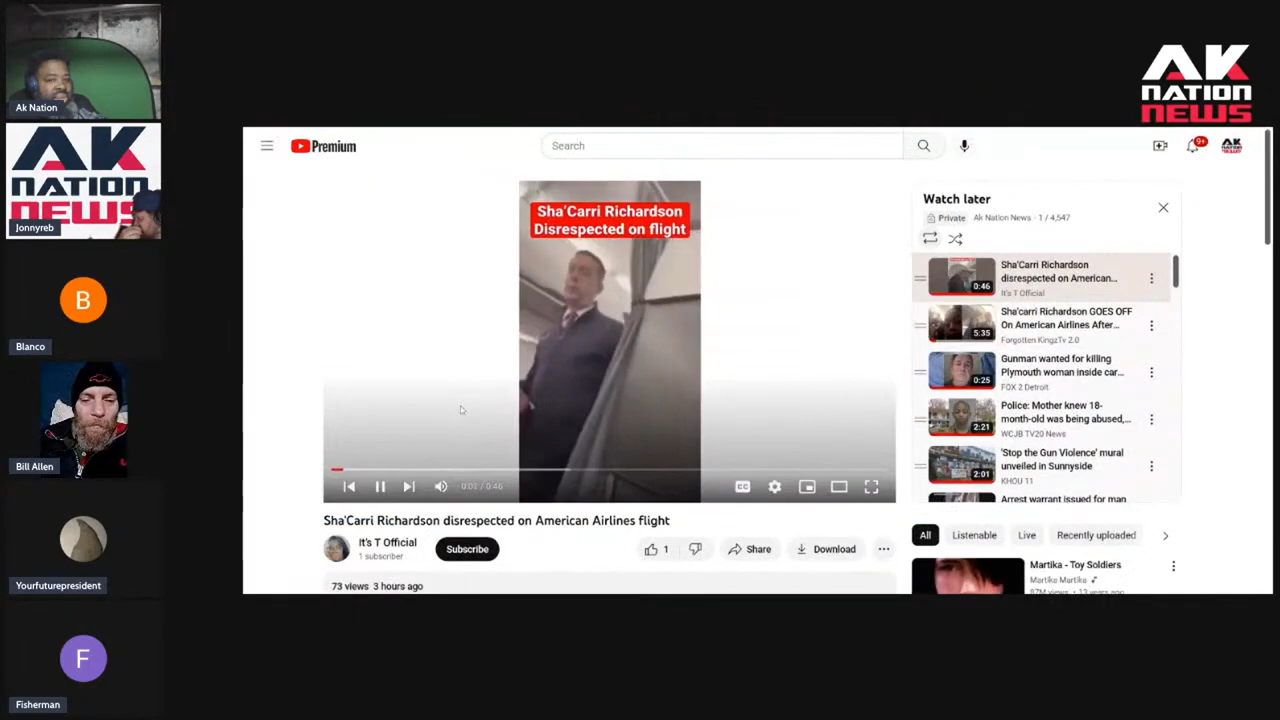 Ak Nation
AK
NATION
NEWS
Jonnyreb
B
Blanco
Bill Allen
Yourfuturepresident
F
Fisherman
AK
NATION
NEWS
Premium
Search
9+
Sha'Carri Richardson
Disrespected on flight
0:46
CC
Sha'Carri Richardson disrespected on American Airlines flight
It's T Official
1 subscriber
Subscribe
1
Share
Download
73 views 3 hours ago
Watch later
Private Ak Nation News · 1 / 4,547
0:46
Sha'Carri Richardson
disrespected on American...
It's T Official
5:35
Sha'carri Richardson GOES OFF
On American Airlines After...
Forgotten KingzTv 2.0
0:25
Gunman wanted for killing
Plymouth woman inside car...
FOX 2 Detroit
2:21
Police: Mother knew 18-
month-old was being abused,...
WCJB TV20 News
2:01
'Stop the Gun Violence' mural
unveiled in Sunnyside
KHOU 11
Arrest warrant issued for man
All
Listenable
Live
Recently uploaded
Martika - Toy Soldiers
Martika Martika
87M views · 13 years ago